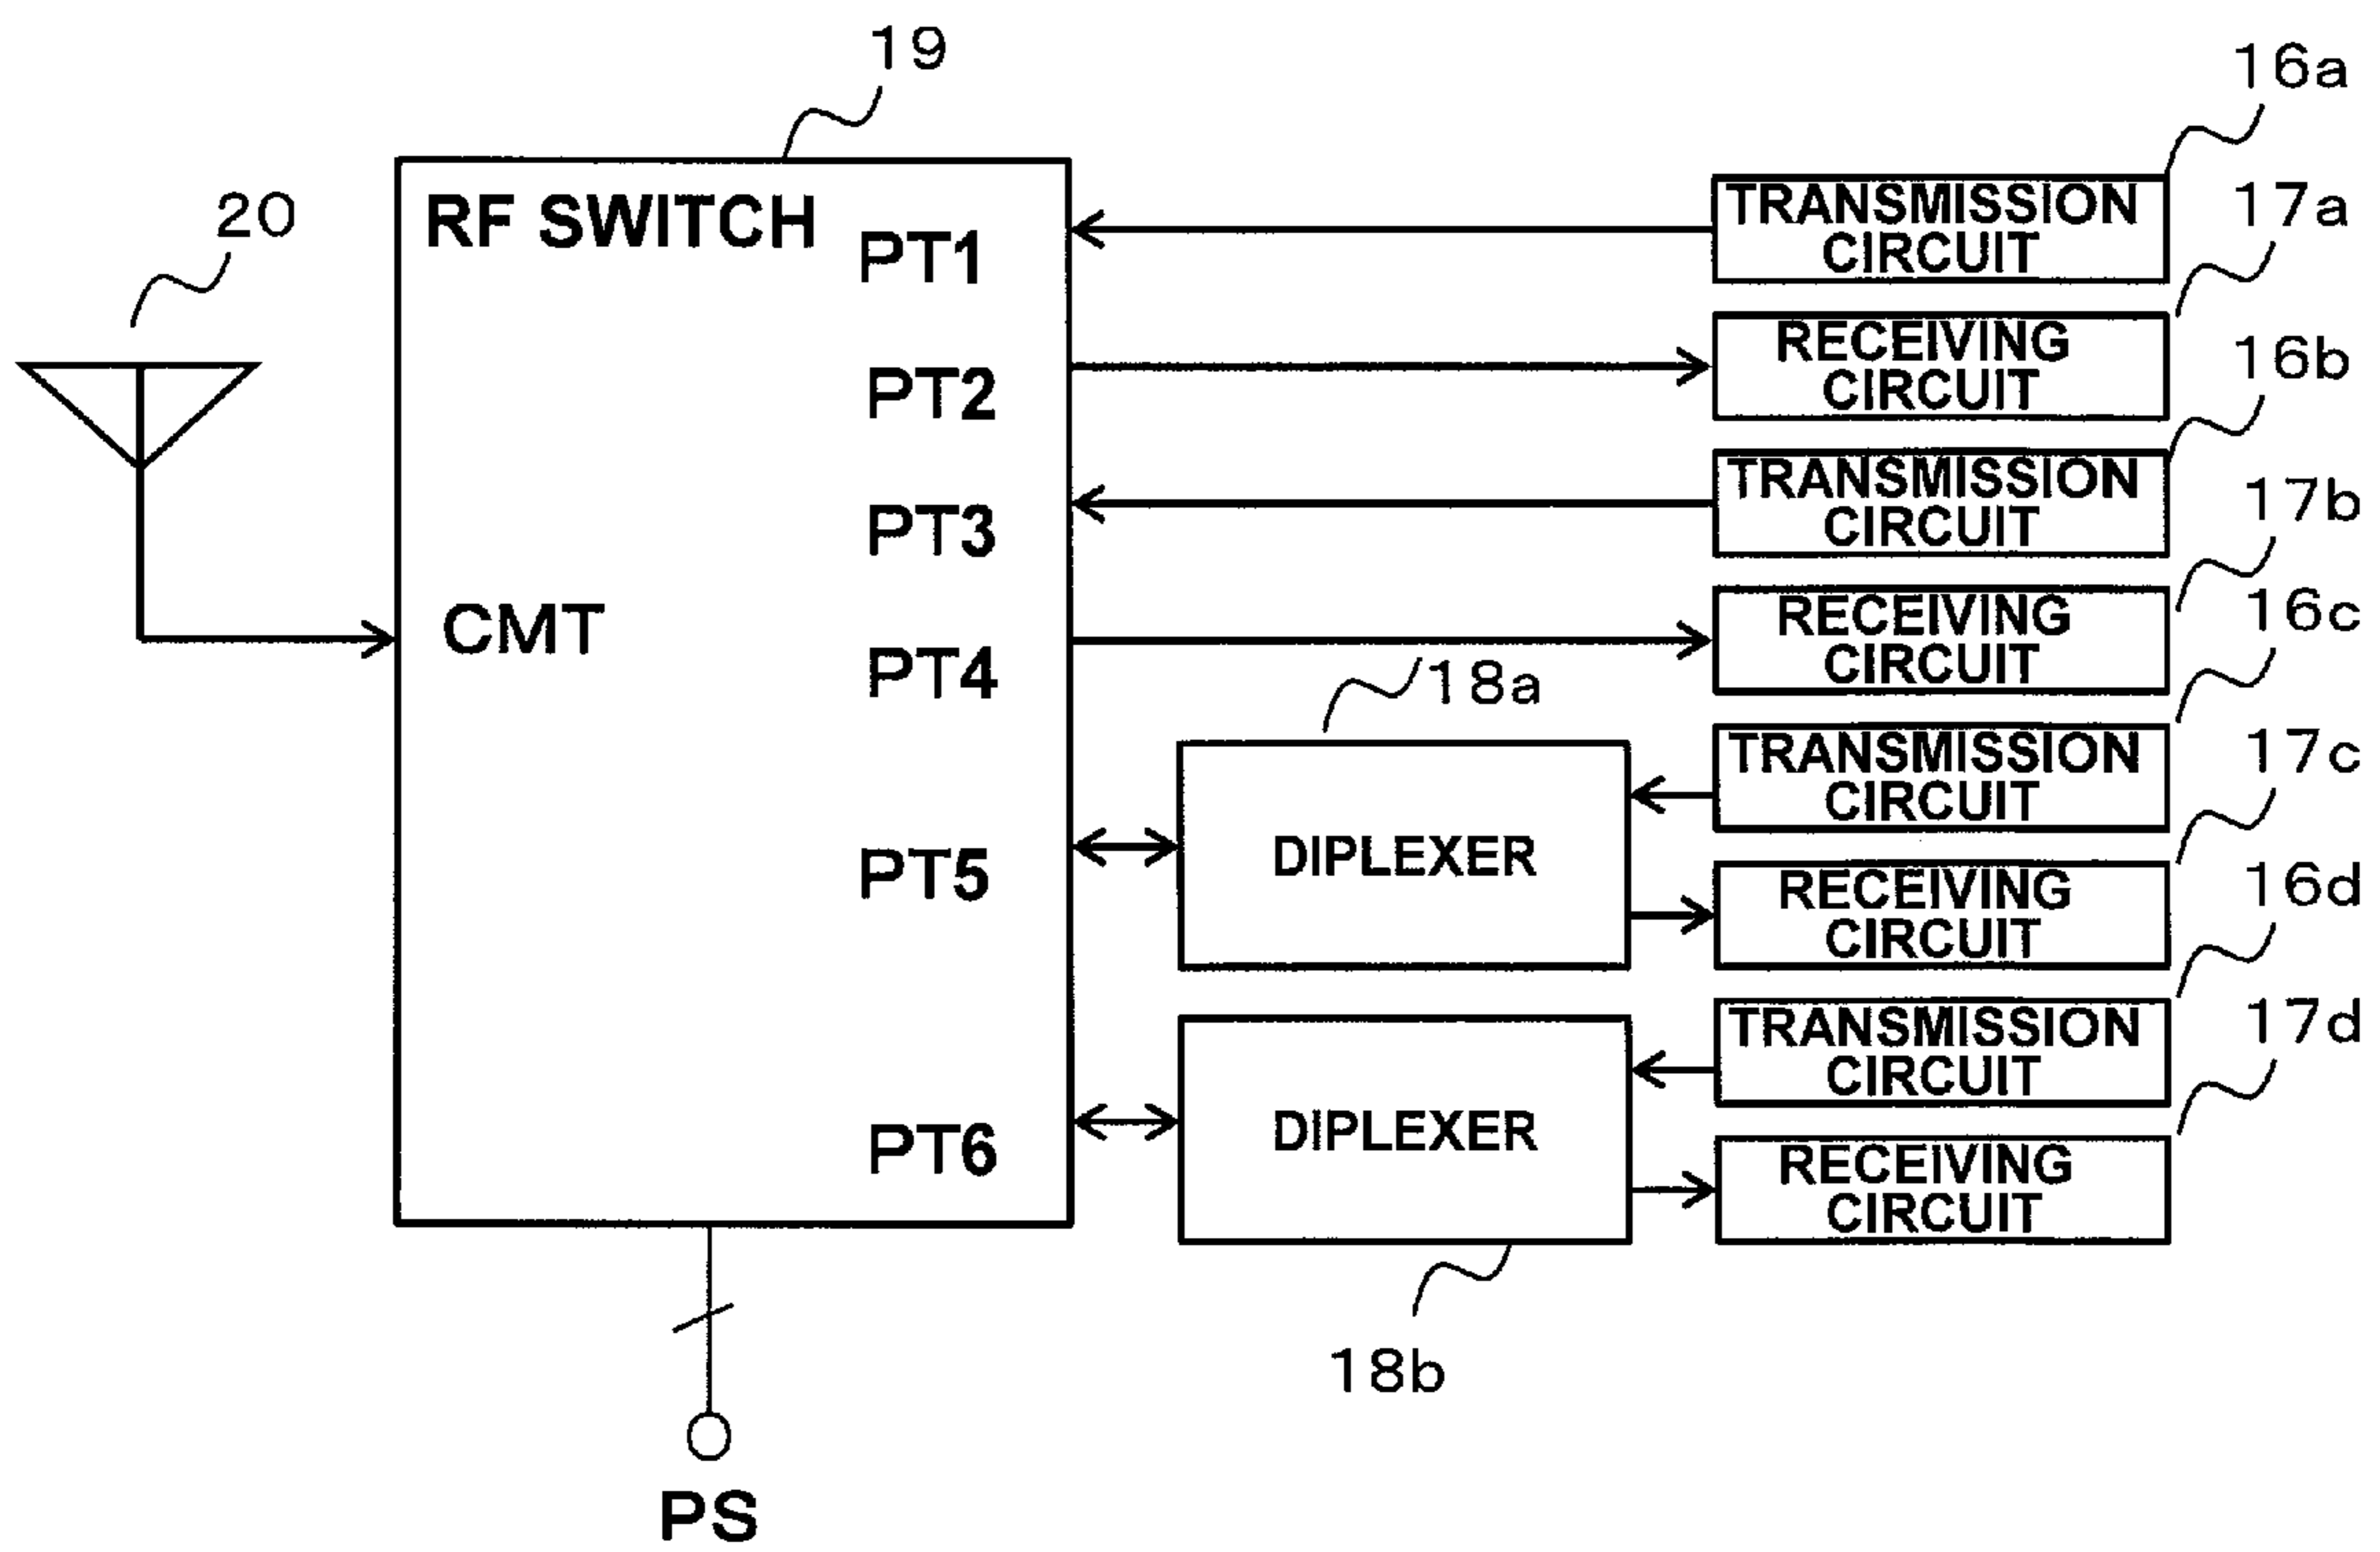 19
16a
20
RF SWITCH
TRANSMISSION
CIRCUIT
17a
PT1
RECEIVING
CIRCUIT
16b
PT2
TRANSMISSION
CIRCUIT
17b
PT3
CMT
RECEIVING
CIRCUIT
16c
PT4
18a
TRANSMISSION
CIRCUIT
17c
DIPLEXER
PT5
RECEIVING
CIRCUIT
16d
TRANSMISSION
CIRCUIT
17d
DIPLEXER
PT6
RECEIVING
CIRCUIT
18b
PS